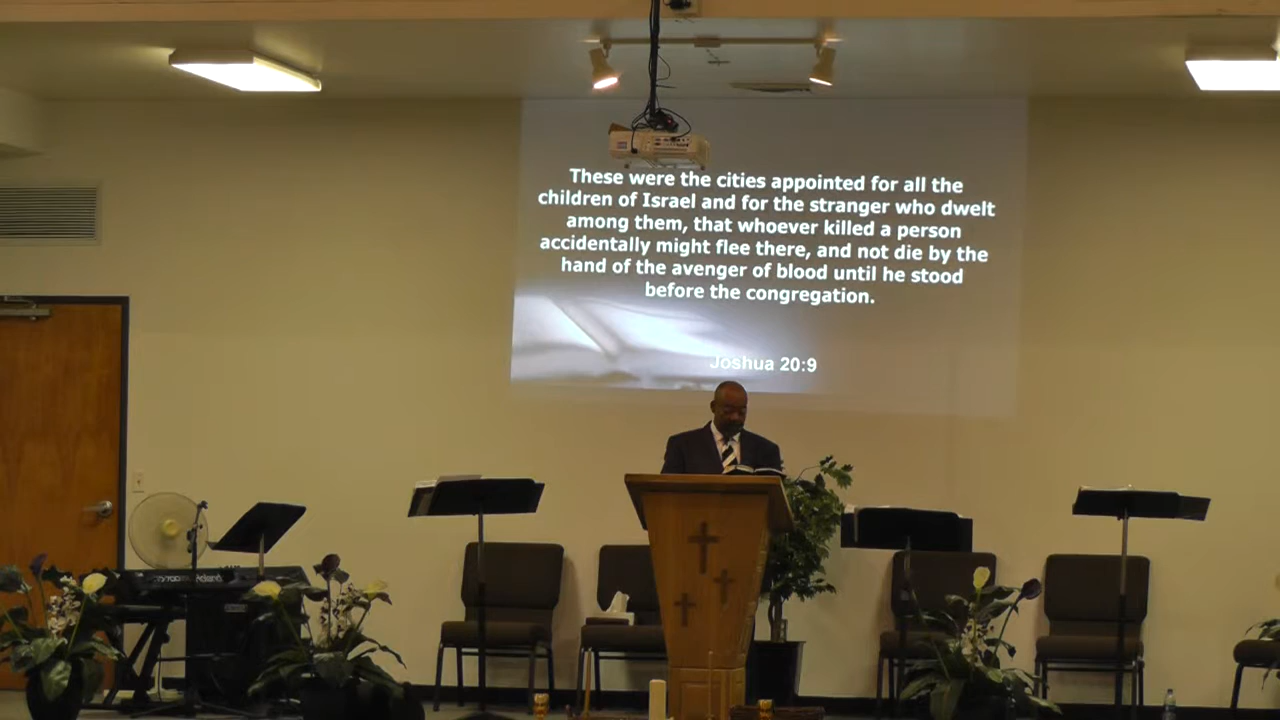 These were the cities appointed for all the
children of Israel and for the stranger who dwelt
among them, that whoever killed a person
accidentally might flee there, and not die by the
hand of the avenger of blood until he stood
before the congregation.
Joshua 20:9
Roland